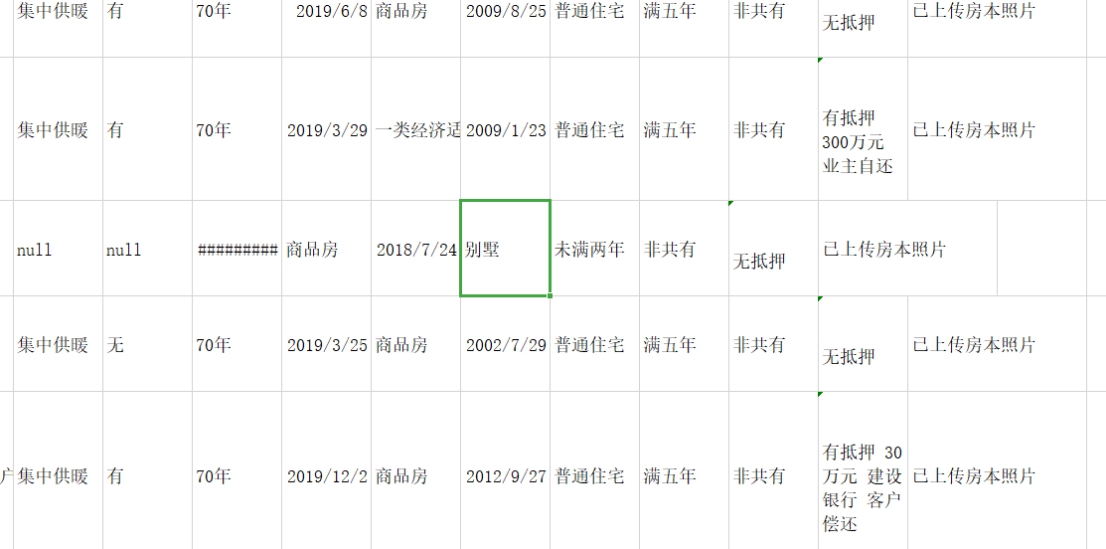 集中供暖 有 70年 2019/6/8 商品房 2009/8/25 普通住宅 满五年 非共有 无抵押 已上传房本照片
集中供暖 有 70年 2019/3/29 一类经济适 2009/1/23 普通住宅 满五年 非共有 有抵押 已上传房本照片
300万元
业主自还
null null ######### 商品房 2018/7/24 别墅 未满两年 非共有 无抵押 已上传房本照片
集中供暖 无 70年 2019/3/25 商品房 2002/7/29 普通住宅 满五年 非共有 无抵押 已上传房本照片
户 集中供暖 有 70年 2019/12/2 商品房 2012/9/27 普通住宅 满五年 非共有 有抵押 30 已上传房本照片
万元 建设
银行 客户
偿还